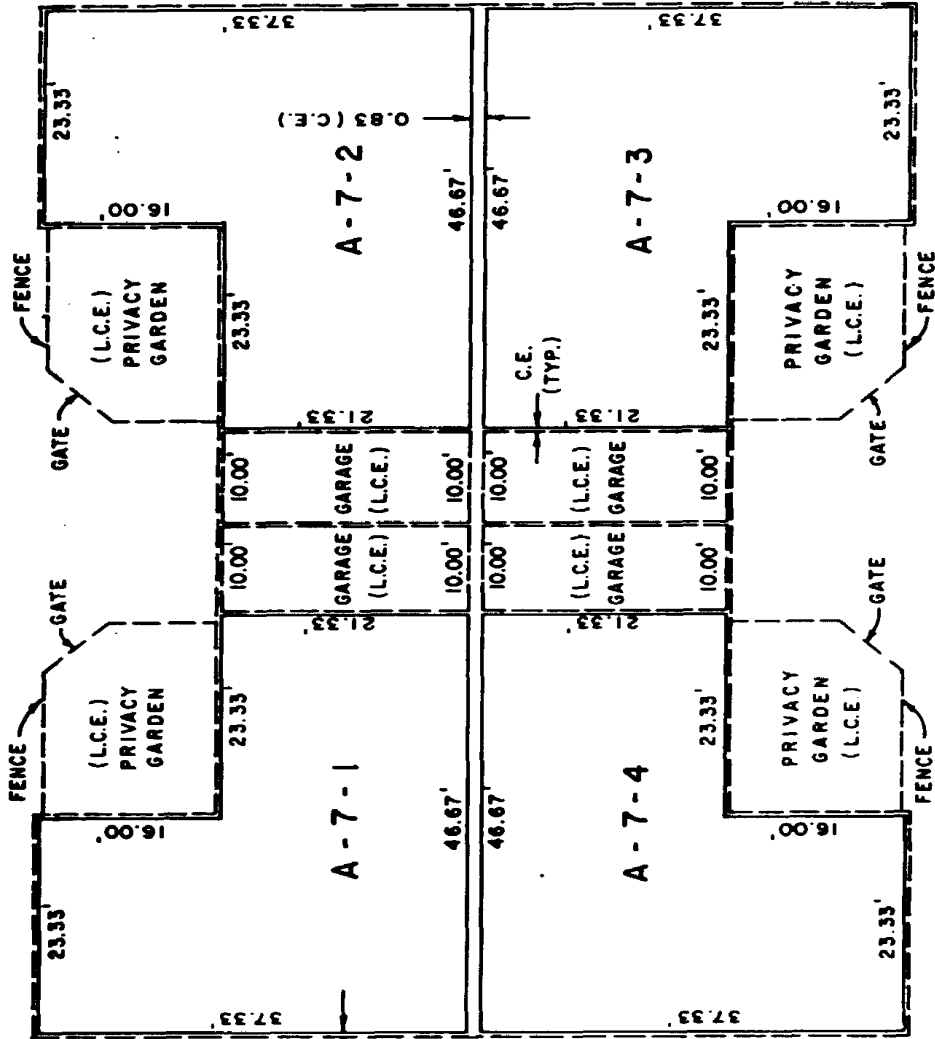 FENCE
FENCE
GATE
GATE
23.33'
23.33'
(L.C.E.)
PRIVACY
GARDEN
(L.C.E.)
PRIVACY
GARDEN
16.00'
16.00'
37.33'
37.33'
23.33'
10.00'
10.00'
23.33'
A-7-1
21.33'
GARAGE
(L.C.E.)
GARAGE
(L.C.E.)
21.33'
A-7-2
0.83 (C.E.)
46.67'
10.00'
10.00'
46.67'
46.67'
10.00'
10.00'
46.67'
C.E.
(TYP.)
A-7-4
21.33'
(L.C.E.)
GARAGE
(L.C.E.)
GARAGE
21.33'
A-7-3
37.33'
37.33'
23.33'
10.00'
10.00'
23.33'
PRIVACY
GARDEN
(L.C.E.)
PRIVACY
GARDEN
(L.C.E.)
16.00'
16.00'
23.33'
23.33'
GATE
GATE
FENCE
FENCE